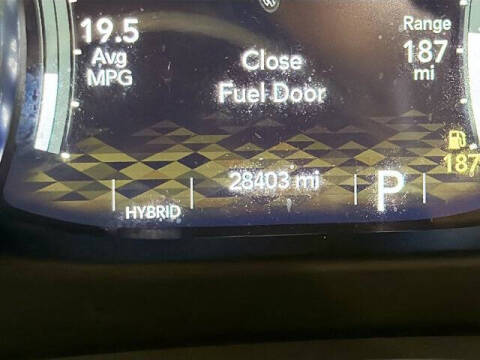 19.5
Avg
MPG
Close
Fuel Door
Range
187
mi
187
HYBRID
28403 mi
P